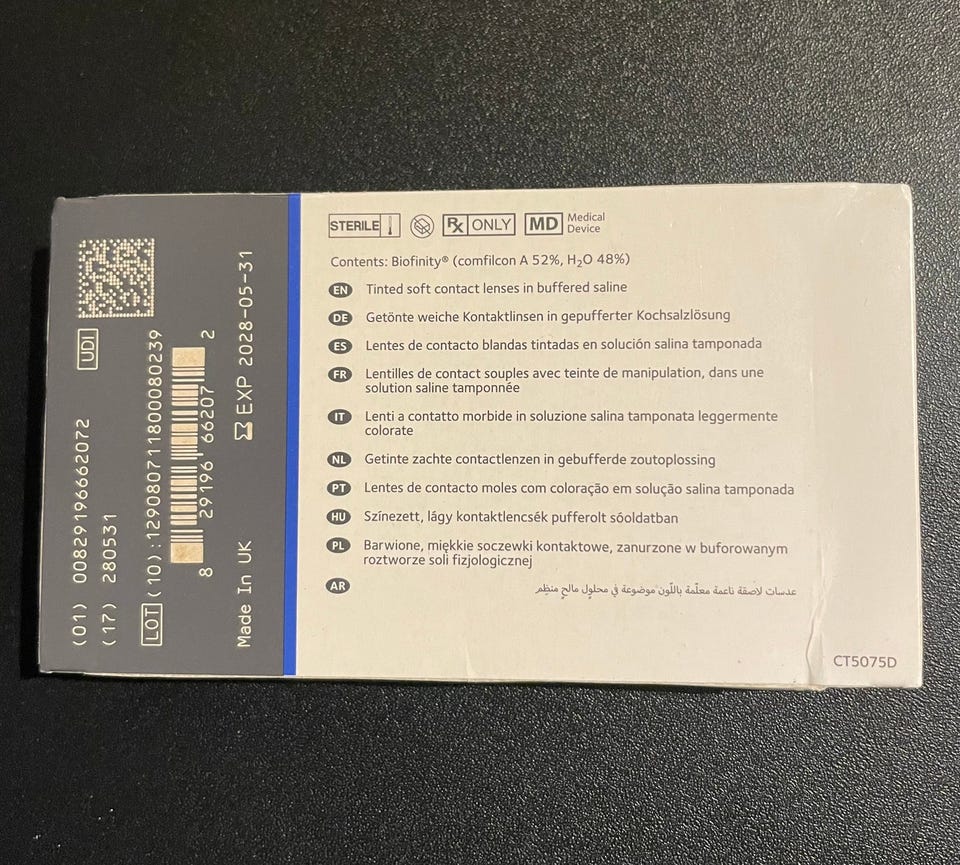 UDI
(01) 00829196662072
(17) 280531
LOT (10):12908071180008 0239
8 29196 66207 2
Made In UK
EXP 2028-05-31
STERILE
Rx ONLY
MD Medical
Device
Contents: Biofinity® (comfilcon A 52%, H₂O 48%)
EN Tinted soft contact lenses in buffered saline
DE Getönte weiche Kontaktlinsen in gepufferter Kochsalzlösung
ES Lentes de contacto blandas tintadas en solución salina tamponada
FR Lentilles de contact souples avec teinte de manipulation, dans une
solution saline tamponnée
IT Lenti a contatto morbide in soluzione salina tamponata leggermente
colorate
NL Getinte zachte contactlenzen in gebufferde zoutoplossing
PT Lentes de contacto moles com coloração em solução salina tamponada
HU Színezett, lágy kontaktlencsék pufferolt sóoldatban
PL Barwione, miękkie soczewki kontaktowe, zanurzone w buforowanym
roztworze soli fizjologicznej
AR عدسات لاصقة ناعمة معلّمة باللّون موضوعة في محلول مالح منظِم
CT5075D